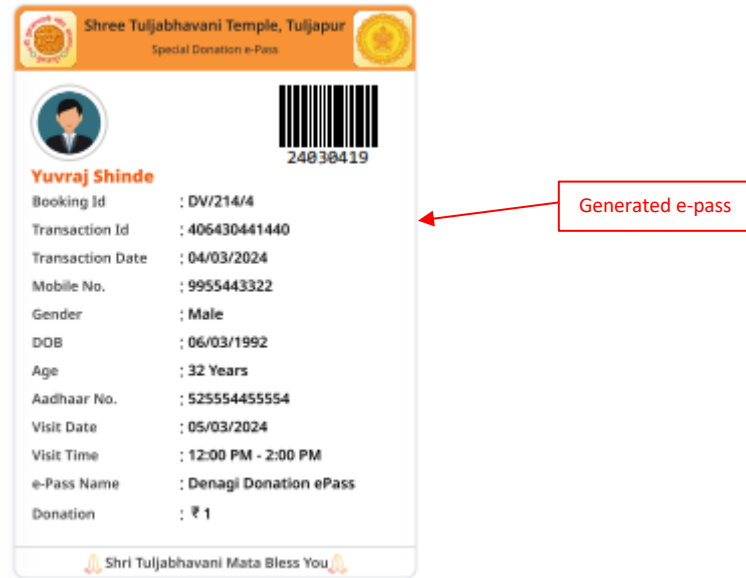 Shree Tuljabhavani Temple, Tuljapur
Special Donation e-Pass
24030419
Yuvraj Shinde
Booking Id : DV/214/4
Transaction Id : 406430441440
Transaction Date : 04/03/2024
Mobile No. : 9955443322
Gender : Male
DOB : 06/03/1992
Age : 32 Years
Aadhaar No. : 525554455554
Visit Date : 05/03/2024
Visit Time : 12:00 PM - 2:00 PM
e-Pass Name : Denagi Donation ePass
Donation : ₹ 1
Shri Tuljabhavani Mata Bless You
Generated e-pass